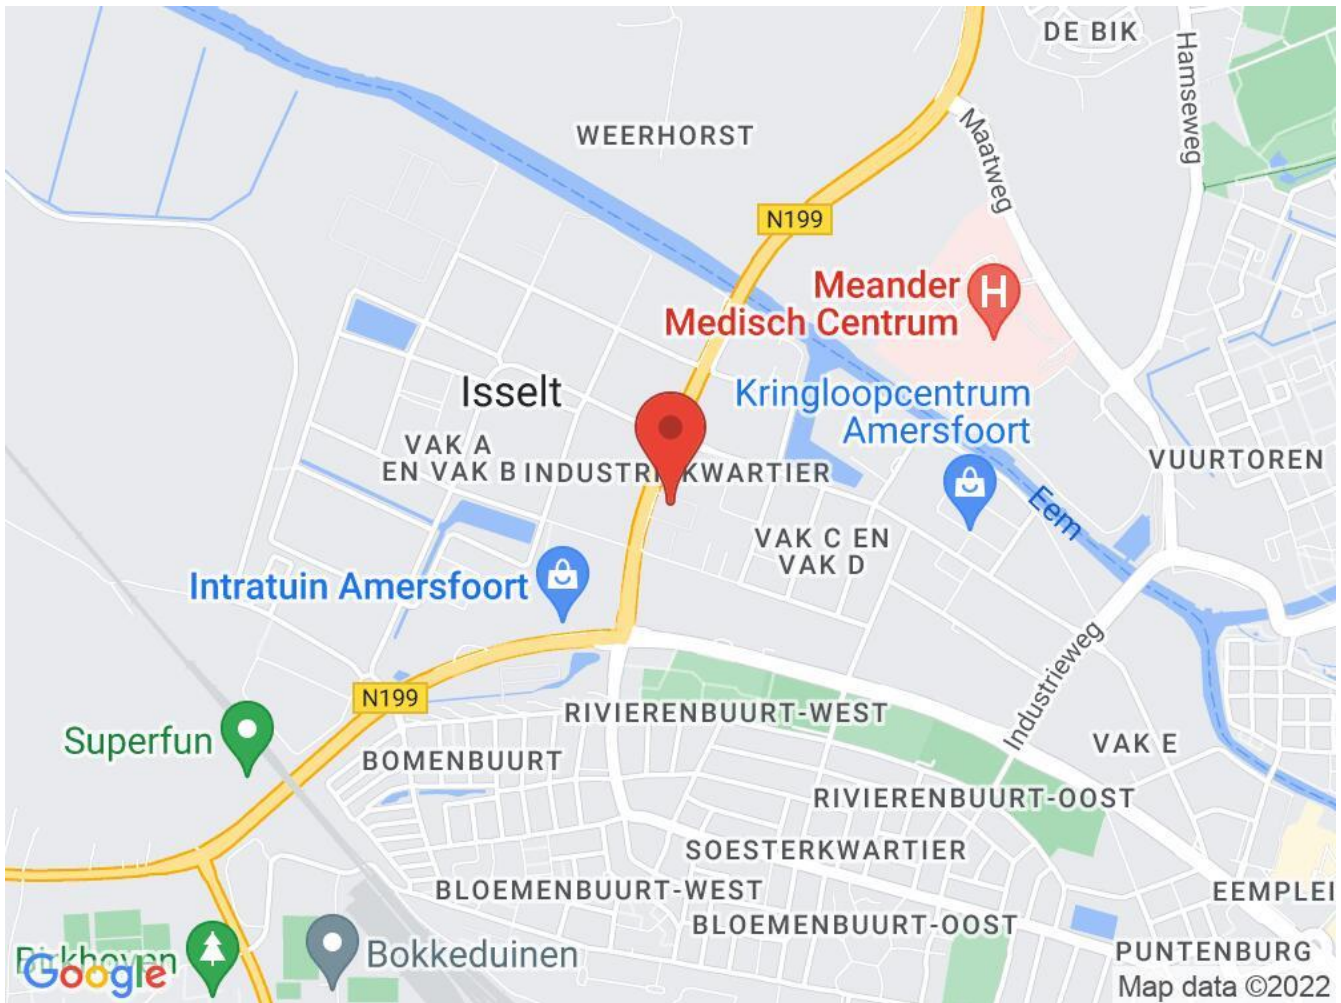 DE BIK
Hamseweg
WEERHORST
Maatweg
N199
Meander
Medisch Centrum
H
Isselt
Kringloopcentrum
Amersfoort
VAK A
EN VAK B
INDUSTRI
KWARTIER
VUURTOREN
Eem
VAK C EN
VAK D
Intratuin Amersfoort
Industrieweg
N199
RIVIERENBUURT-WEST
Superfun
BOMENBUURT
VAK E
RIVIERENBUURT-OOST
SOESTERKWARTIER
BLOEMENBUURT-WEST
EEMPLEI
BLOEMENBUURT-OOST
Birkhoven
Bokkeduinen
PUNTENBURG
Google
Map data ©2022